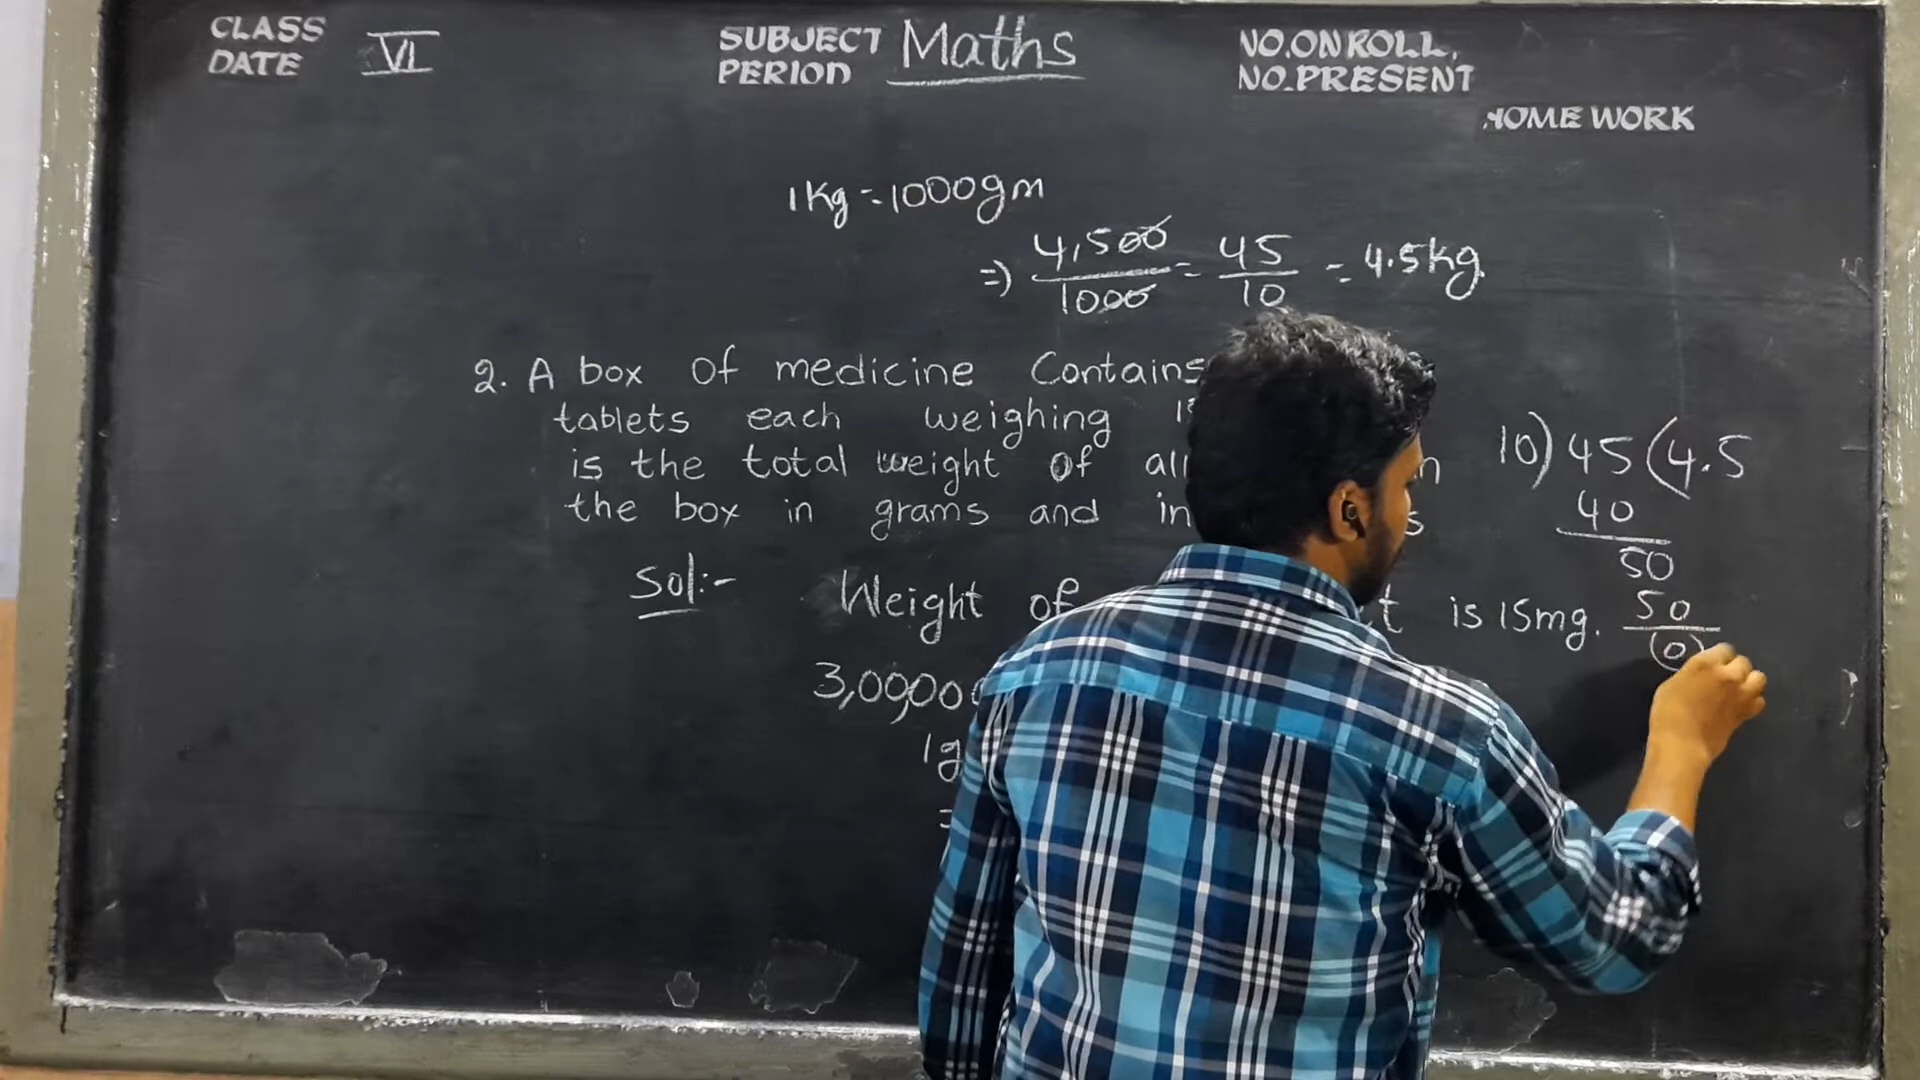 CLASS VI SUBJECT Maths NO.ON ROLL.
DATE PERIOD NO.PRESENT
HOME WORK
1Kg = 1000gm
=) 4,500/1000 = 45/10 = 4.5kg.
2. A box of medicine Contains
tablets each weighing
is the total weight of all
the box in grams and in
10)45(4.5
40
50
50
(0)
Sol:- Weight of is 15mg.
3,00,00
1g